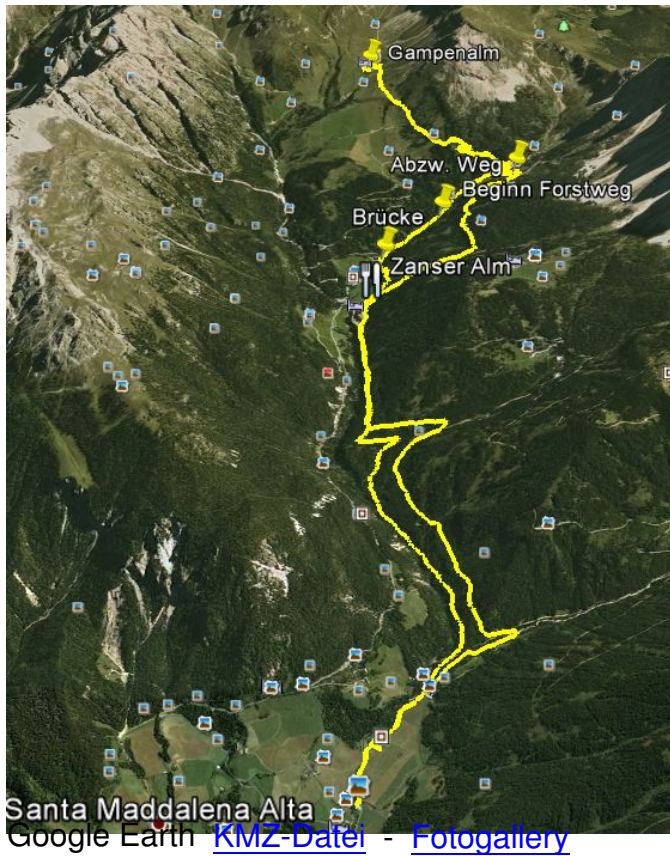 Gampenalm
Abzw. Weg
Beginn Forstweg
Brücke
Zanser Alm
Santa Maddalena Alta
Google Earth KMZ-Datei - Fotogallery